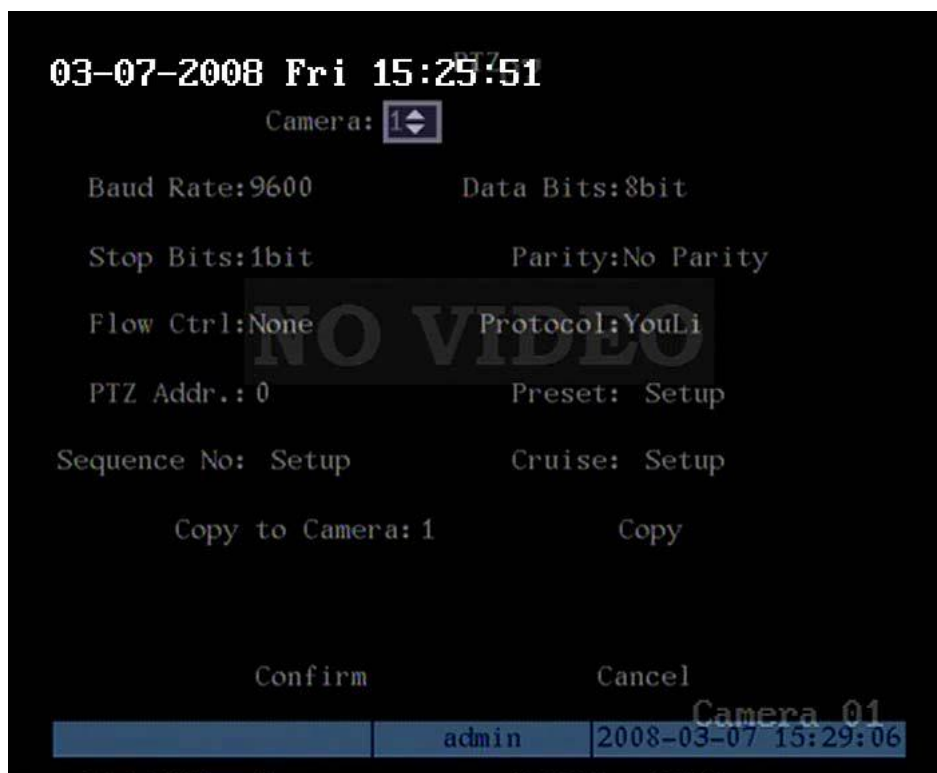 PTZ
03-07-2008 Fri 15:25:51
Camera: 1
Baud Rate:9600 Data Bits:8bit
Stop Bits:1bit Parity:No Parity
NO VIDEO
Flow Ctrl:None Protocol:YouLi
PTZ Addr.:0 Preset: Setup
Sequence No: Setup Cruise: Setup
Copy to Camera:1 Copy
Confirm Cancel
Camera 01
admin 2008-03-07 15:29:06